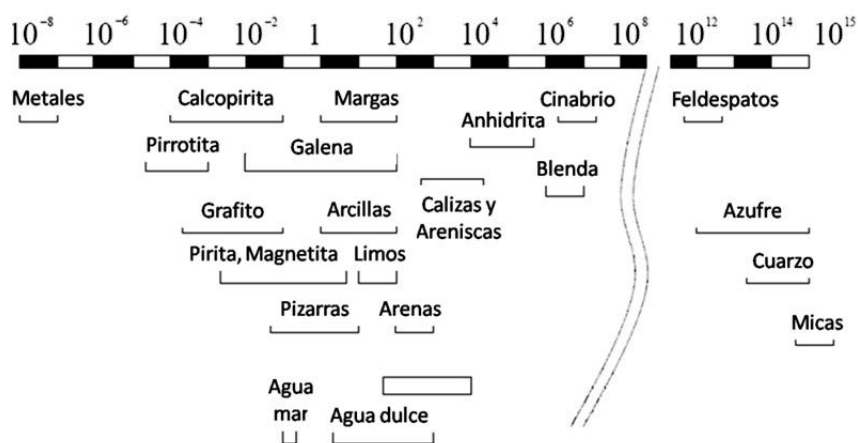 10⁻⁸ 10⁻⁶ 10⁻⁴ 10⁻² 1 10² 10⁴ 10⁶ 10⁸ 10¹² 10¹⁴ 10¹⁵
Metales Calcopirita Margas Cinabrio Feldespatos
Anhidrita
Pirrotita Galena
Blenda
Calizas y
Areniscas
Grafito Arcillas Azufre
Pirita, Magnetita Limos
Cuarzo
Pizarras Arenas
Micas
Agua
mar
Agua dulce